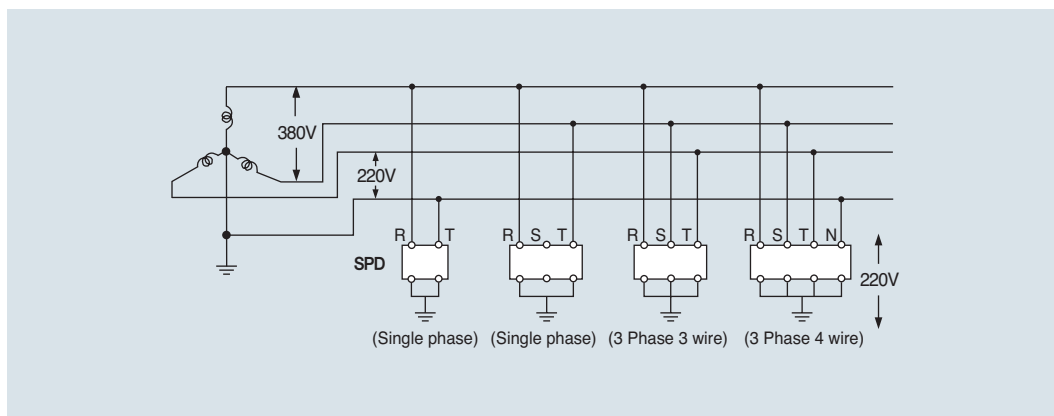 380V
220V
R T R S T R S T R S T N
SPD
220V
(Single phase) (Single phase) (3 Phase 3 wire) (3 Phase 4 wire)